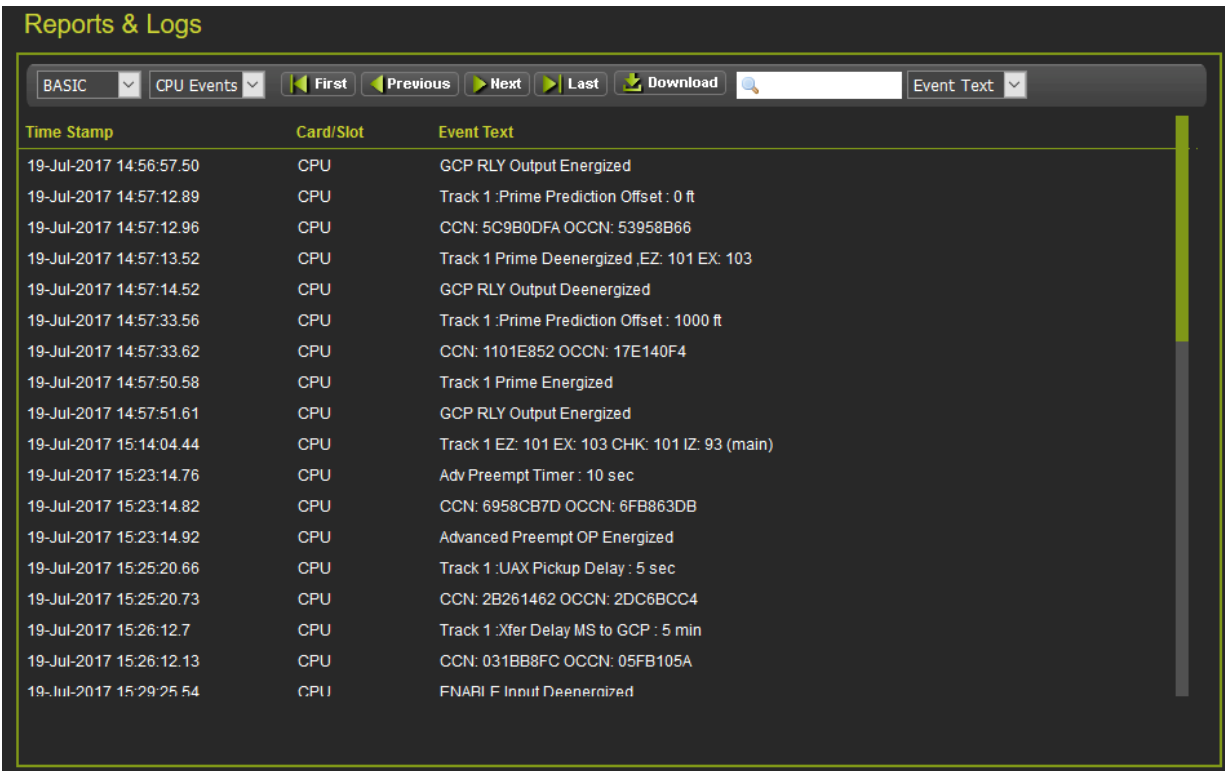 Reports & Logs
BASIC CPU Events First Previous Next Last Download Event Text
Time Stamp Card/Slot Event Text
19-Jul-2017 14:56:57.50 CPU GCP RLY Output Energized
19-Jul-2017 14:57:12.89 CPU Track 1 :Prime Prediction Offset : 0 ft
19-Jul-2017 14:57:12.96 CPU CCN: 5C9B0DFA OCCN: 53958B66
19-Jul-2017 14:57:13.52 CPU Track 1 Prime Deenergized ,EZ: 101 EX: 103
19-Jul-2017 14:57:14.52 CPU GCP RLY Output Deenergized
19-Jul-2017 14:57:33.56 CPU Track 1 :Prime Prediction Offset : 1000 ft
19-Jul-2017 14:57:33.62 CPU CCN: 1101E852 OCCN: 17E140F4
19-Jul-2017 14:57:50.58 CPU Track 1 Prime Energized
19-Jul-2017 14:57:51.61 CPU GCP RLY Output Energized
19-Jul-2017 15:14:04.44 CPU Track 1 EZ: 101 EX: 103 CHK: 101 IZ: 93 (main)
19-Jul-2017 15:23:14.76 CPU Adv Preempt Timer : 10 sec
19-Jul-2017 15:23:14.82 CPU CCN: 6958CB7D OCCN: 6FB863DB
19-Jul-2017 15:23:14.92 CPU Advanced Preempt OP Energized
19-Jul-2017 15:25:20.66 CPU Track 1 :UAX Pickup Delay : 5 sec
19-Jul-2017 15:25:20.73 CPU CCN: 2B261462 OCCN: 2DC6BCC4
19-Jul-2017 15:26:12.7 CPU Track 1 :Xfer Delay MS to GCP : 5 min
19-Jul-2017 15:26:12.13 CPU CCN: 031BB8FC OCCN: 05FB105A
19-Jul-2017 15:29:25.54 CPU ENABLE Input Deenergized